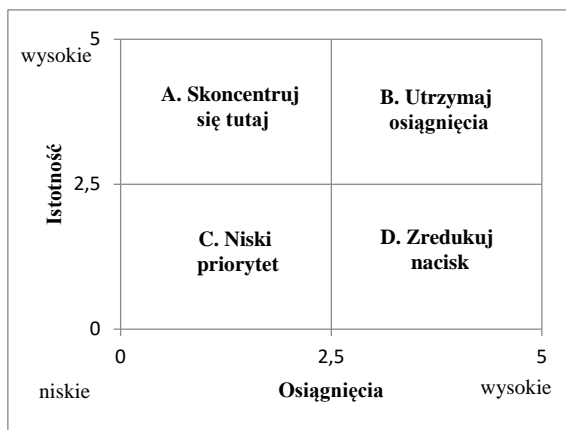 5
wysokie
A. Skoncentruj
się tutaj
B. Utrzymaj
osiągnięcia
Istotność
2,5
C. Niski
priorytet
D. Zredukuj
nacisk
0
0
2,5
5
niskie
Osiągnięcia
wysokie